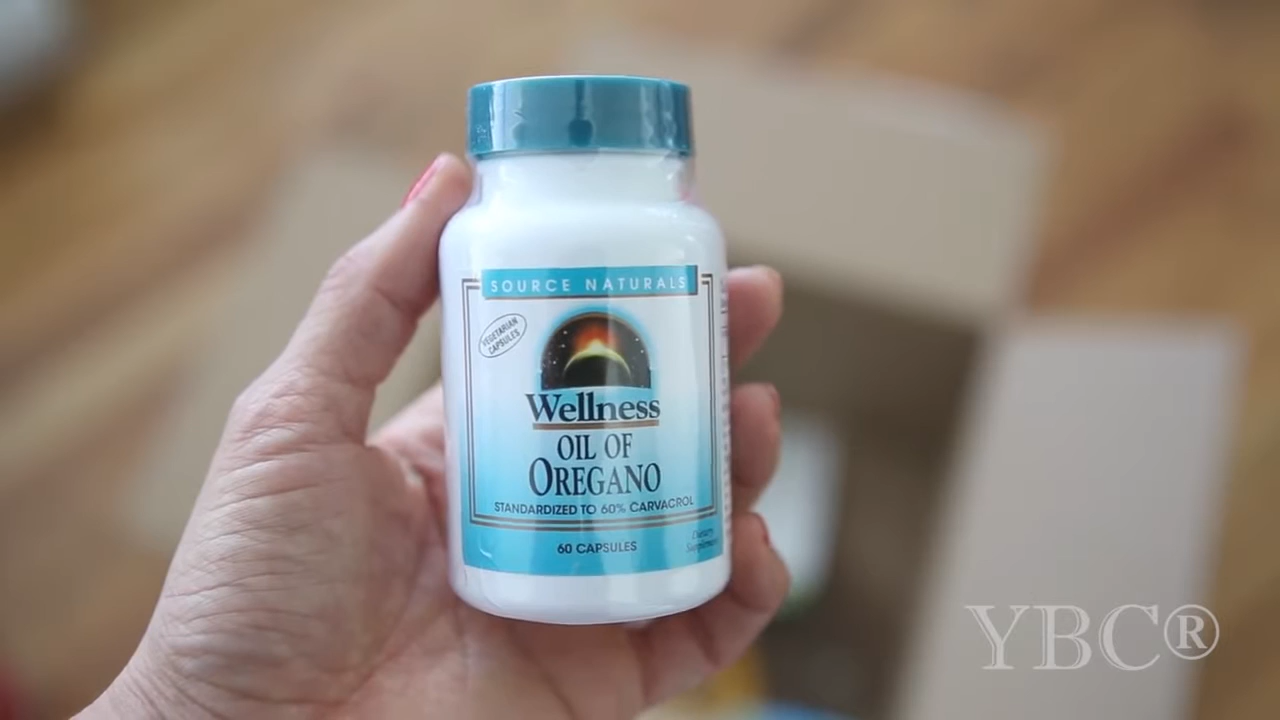 SOURCE NATURALS
VEGETARIAN
CAPSULES
Wellness
OIL OF
OREGANO
STANDARDIZED TO 60% CARVACROL
60 CAPSULES
Dietary
Supplement
YBC®